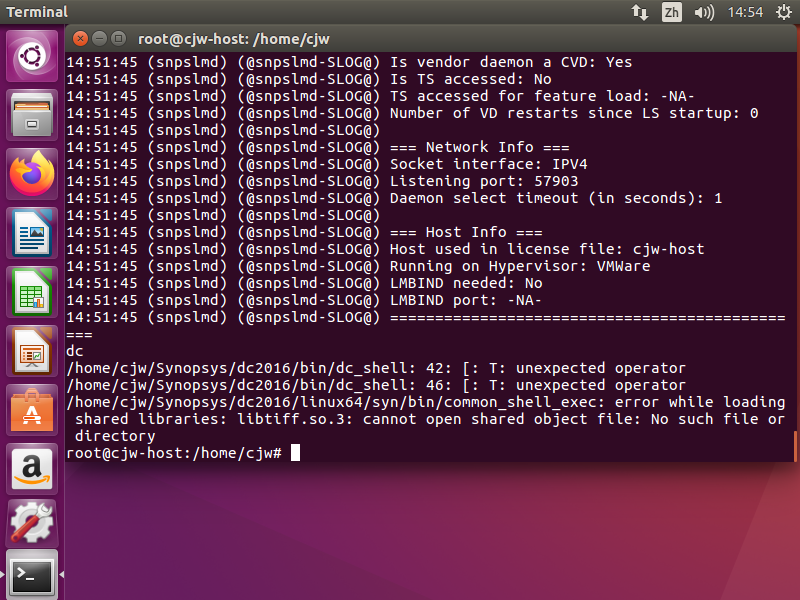 Terminal
Zh
14:54
root@cjw-host: /home/cjw
14:51:45 (snpslmd) (@snpslmd-SLOG@) Is vendor daemon a CVD: Yes
14:51:45 (snpslmd) (@snpslmd-SLOG@) Is TS accessed: No
14:51:45 (snpslmd) (@snpslmd-SLOG@) TS accessed for feature load: -NA-
14:51:45 (snpslmd) (@snpslmd-SLOG@) Number of VD restarts since LS startup: 0
14:51:45 (snpslmd) (@snpslmd-SLOG@)
14:51:45 (snpslmd) (@snpslmd-SLOG@) === Network Info ===
14:51:45 (snpslmd) (@snpslmd-SLOG@) Socket interface: IPV4
14:51:45 (snpslmd) (@snpslmd-SLOG@) Listening port: 57903
14:51:45 (snpslmd) (@snpslmd-SLOG@) Daemon select timeout (in seconds): 1
14:51:45 (snpslmd) (@snpslmd-SLOG@)
14:51:45 (snpslmd) (@snpslmd-SLOG@) === Host Info ===
14:51:45 (snpslmd) (@snpslmd-SLOG@) Host used in license file: cjw-host
14:51:45 (snpslmd) (@snpslmd-SLOG@) Running on Hypervisor: VMWare
14:51:45 (snpslmd) (@snpslmd-SLOG@) LMBIND needed: No
14:51:45 (snpslmd) (@snpslmd-SLOG@) LMBIND port: -NA-
14:51:45 (snpslmd) (@snpslmd-SLOG@) ============================================
===
dc
/home/cjw/Synopsys/dc2016/bin/dc_shell: 42: [: T: unexpected operator
/home/cjw/Synopsys/dc2016/bin/dc_shell: 46: [: T: unexpected operator
/home/cjw/Synopsys/dc2016/linux64/syn/bin/common_shell_exec: error while loading
shared libraries: libtiff.so.3: cannot open shared object file: No such file or
directory
root@cjw-host:/home/cjw#